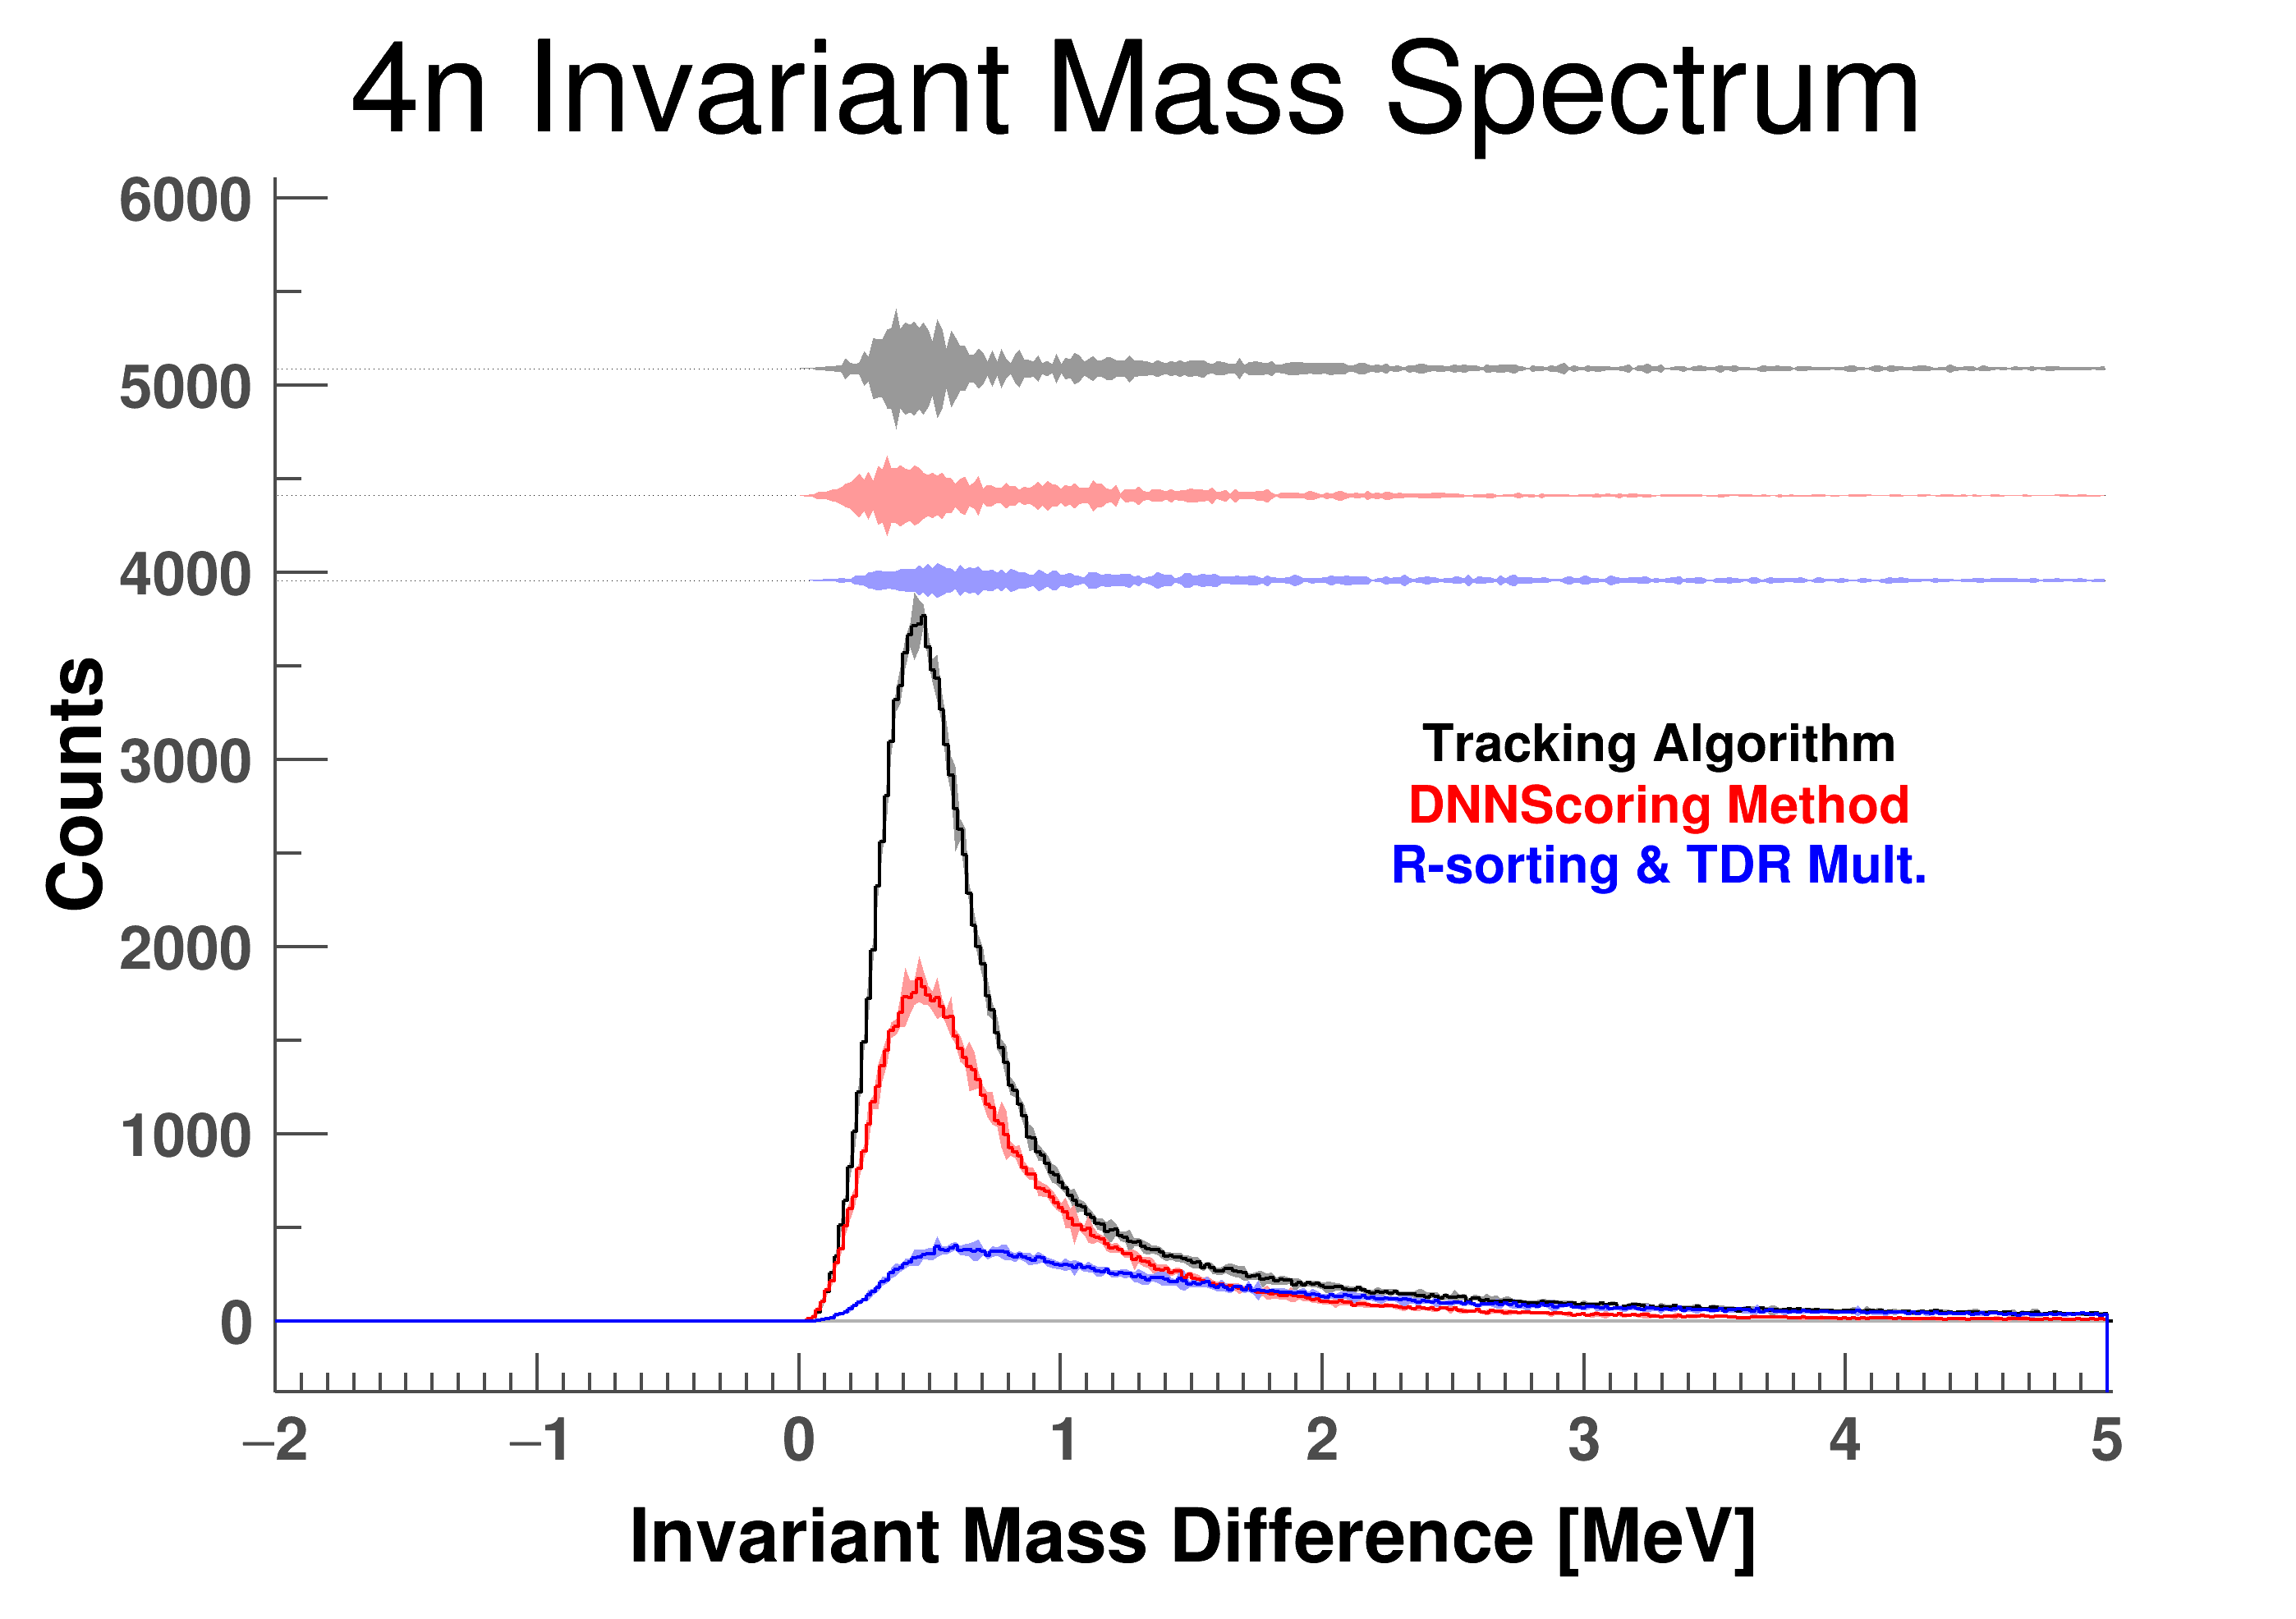 4n Invariant Mass Spectrum
6000
5000
4000
3000
2000
1000
0
Counts
Tracking Algorithm
DNNScoring Method
R-sorting & TDR Mult.
−2 −1 0 1 2 3 4 5
Invariant Mass Difference [MeV]